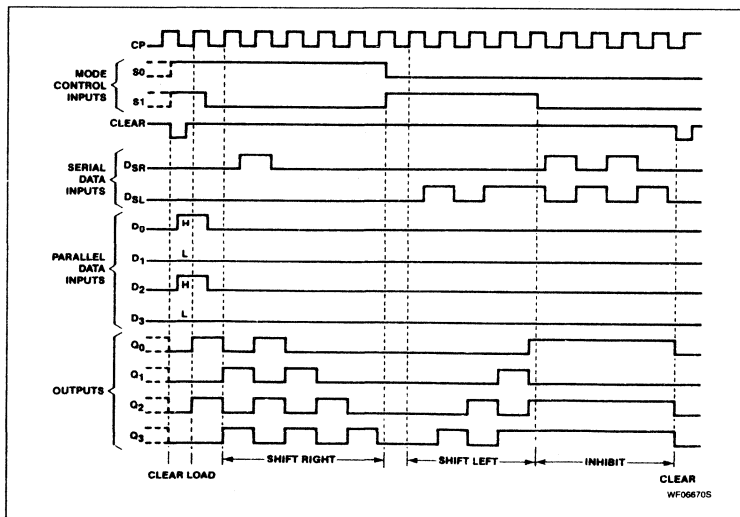 CP
MODE
CONTROL
INPUTS
S0
S1
CLEAR
SERIAL
DATA
INPUTS
DSR
DSL
PARALLEL
DATA
INPUTS
D0
H
D1
L
D2
H
D3
L
OUTPUTS
Q0
Q1
Q2
Q3
CLEAR LOAD
SHIFT RIGHT
SHIFT LEFT
INHIBIT
CLEAR
WF06670S